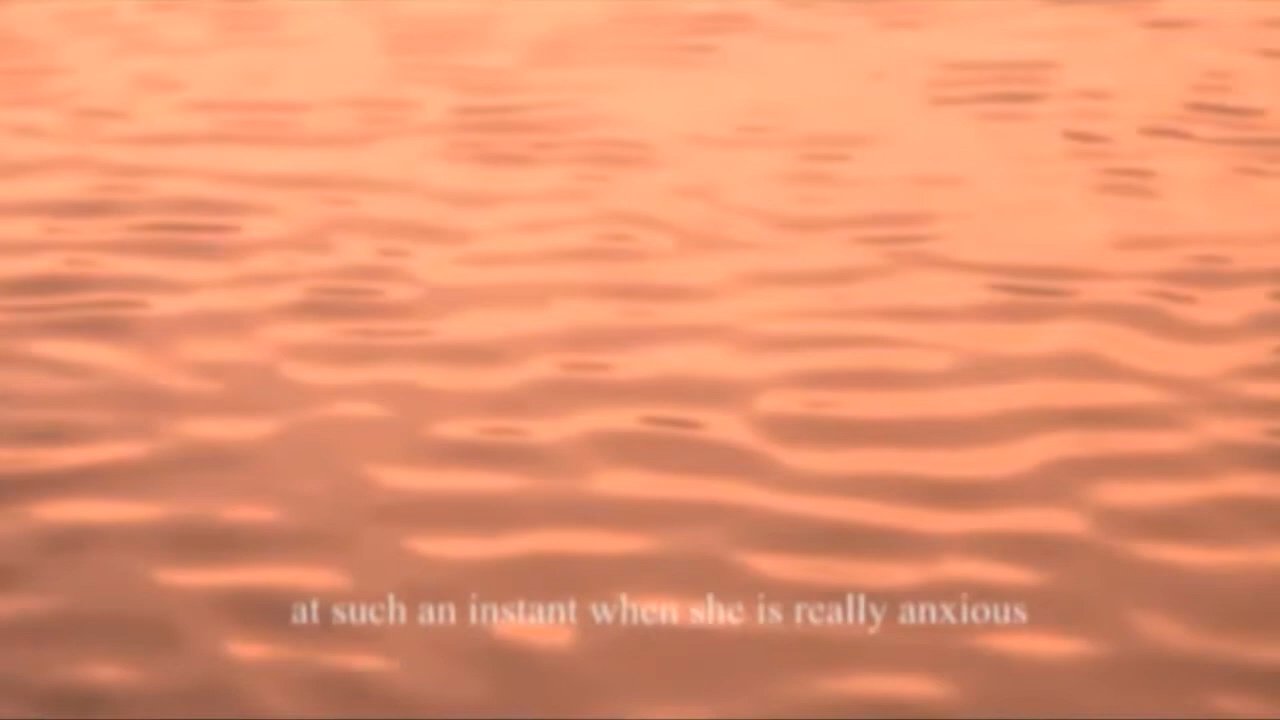 at such an instant when she is really anxious